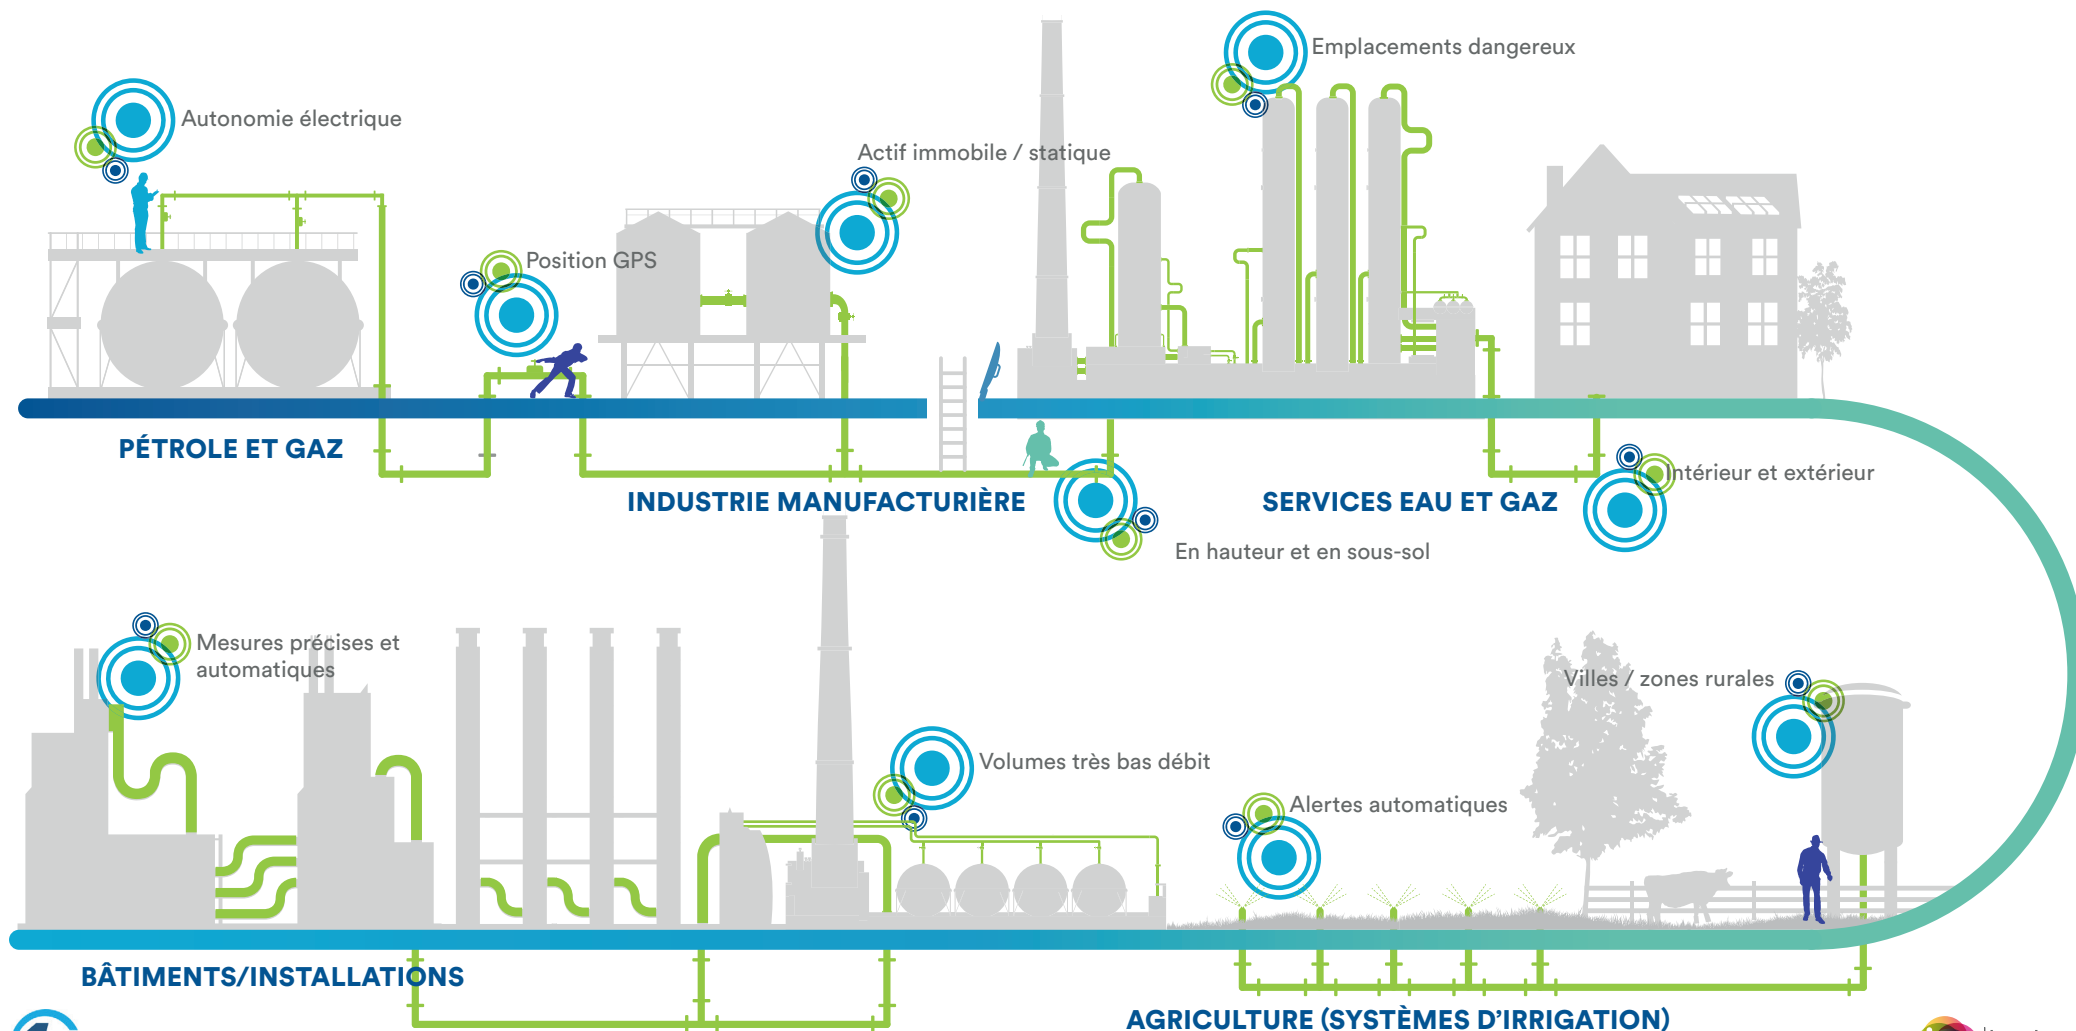 Emplacements dangereux
Autonomie électrique
Actif immobile / statique
Position GPS
PÉTROLE ET GAZ
INDUSTRIE MANUFACTURIÈRE
SERVICES EAU ET GAZ
Intérieur et extérieur
En hauteur et en sous-sol
Mesures précises et
automatiques
Villes / zones rurales
Volumes très bas débit
Alertes automatiques
BÂTIMENTS/INSTALLATIONS
AGRICULTURE (SYSTÈMES D'IRRIGATION)